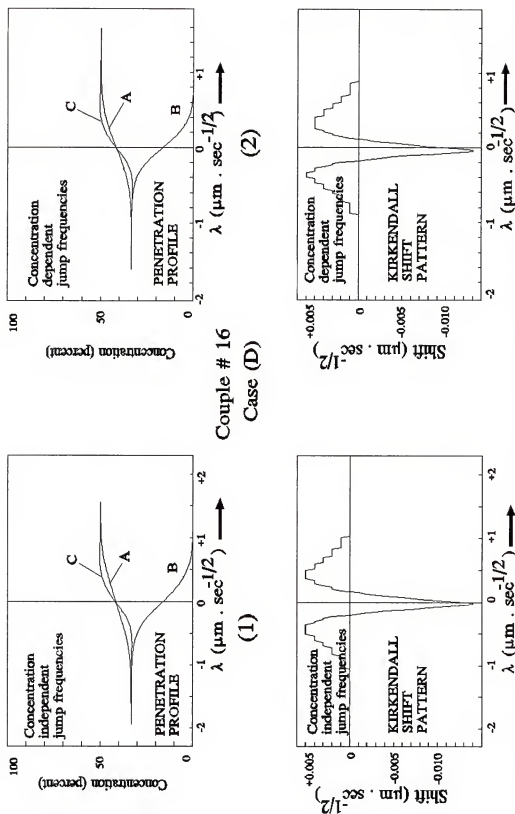 Concentration (percent)
100
50
0
Concentration
independent
jump frequencies
C
A
PENETRATION
PROFILE
B
-2
-1
0
+1
+2
λ (μm . sec^-1/2)
(1)
Couple # 16
Case (D)
Concentration (percent)
100
50
0
Concentration
dependent
jump frequencies
C
A
PENETRATION
PROFILE
B
-2
-1
0
+1
λ (μm . sec^-1/2)
(2)
Shift (μm . sec^-1/2)
+0.005
0
-0.005
-0.010
Concentration
independent
jump frequencies
KIRKENDALL
SHIFT
PATTERN
-2
-1
0
+1
+2
λ (μm . sec^-1/2)
Shift (μm . sec^-1/2)
+0.005
0
-0.005
-0.010
Concentration
dependent
jump frequencies
KIRKENDALL
SHIFT
PATTERN
-2
-1
0
+1
λ (μm . sec^-1/2)